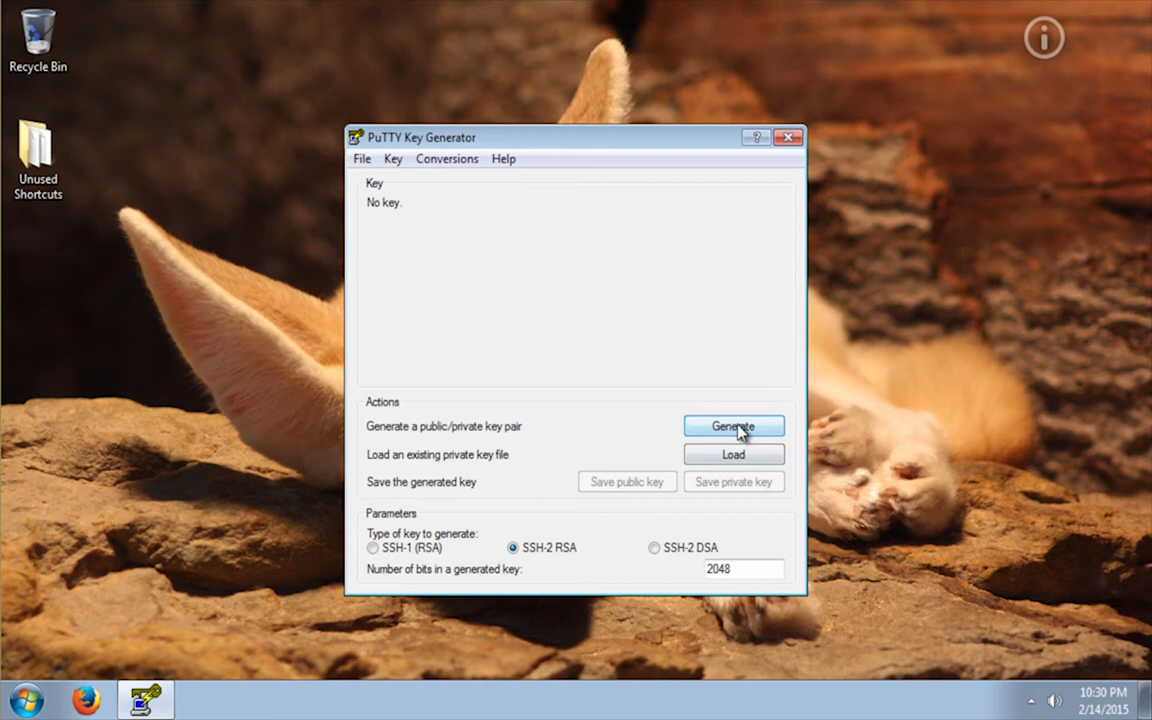 Recycle Bin
Unused
Shortcuts
PuTTY Key Generator
?
File Key Conversions Help
Key
No key.
Actions
Generate a public/private key pair Generate
Load an existing private key file Load
Save the generated key Save public key Save private key
Parameters
Type of key to generate:
SSH-1 (RSA) SSH-2 RSA SSH-2 DSA
Number of bits in a generated key: 2048
10:30 PM
2/14/2015